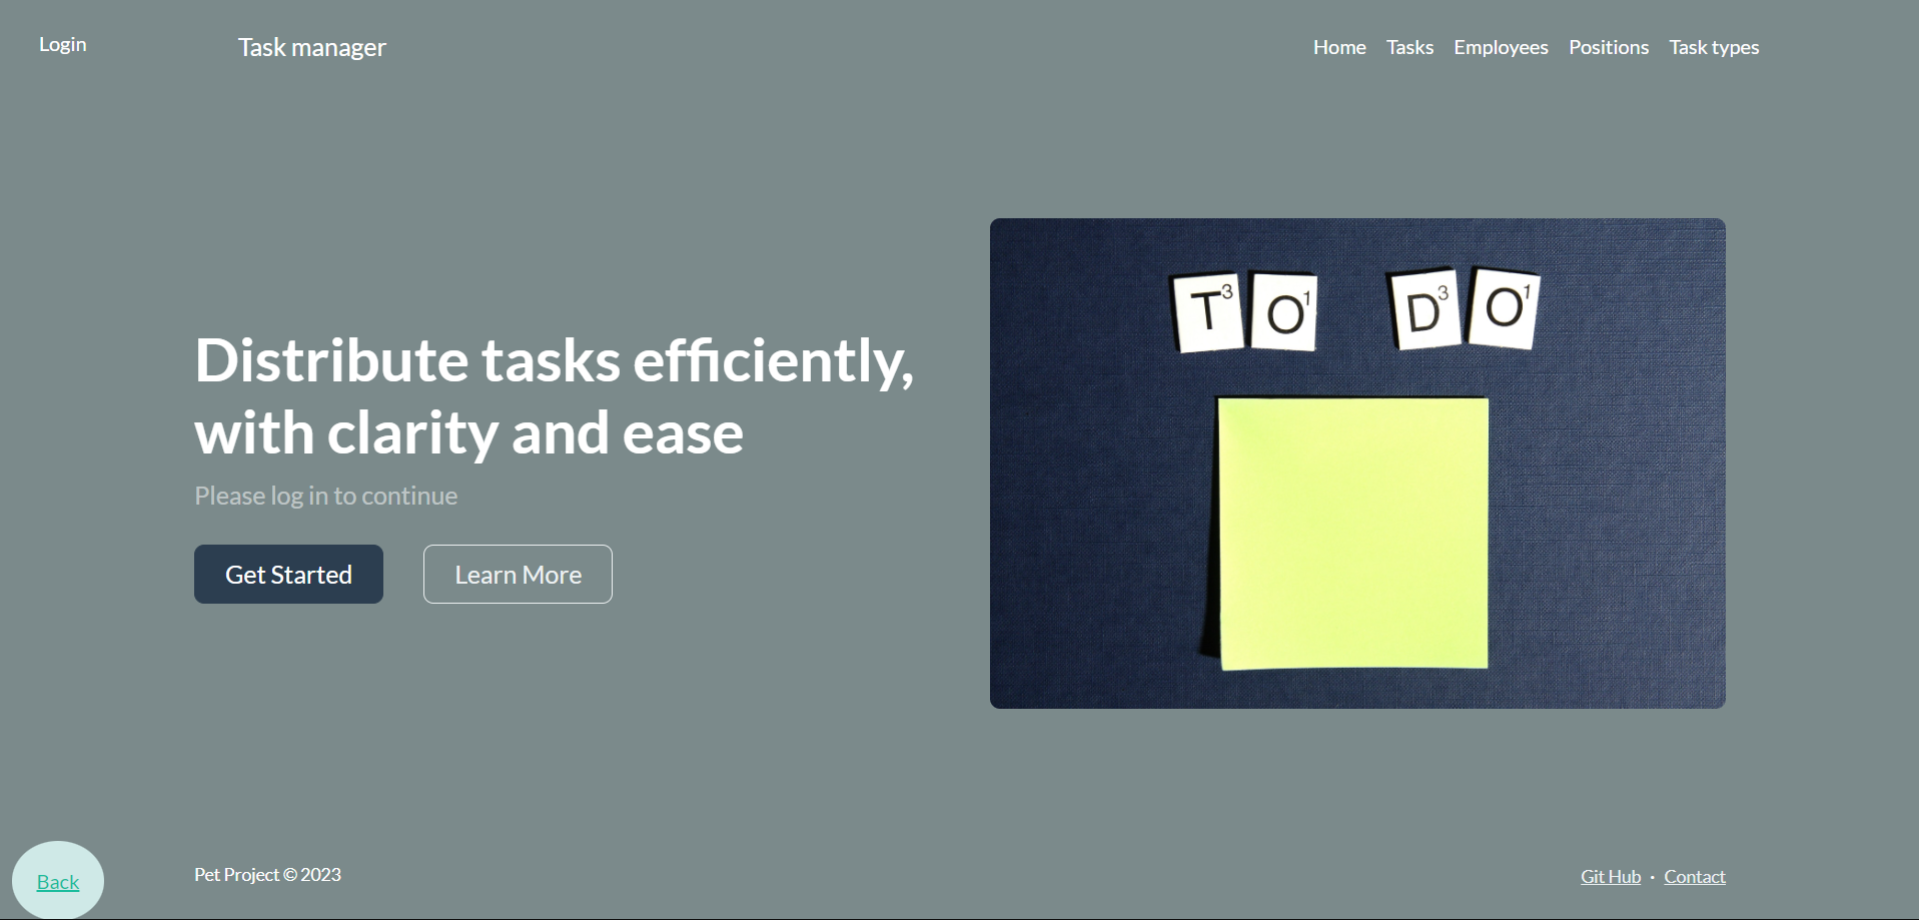 Login
Task manager
Home
Tasks
Employees
Positions
Task types
Distribute tasks efficiently,
with clarity and ease
Please log in to continue
Get Started
Learn More
T3 O1 D3 O1
Back
Pet Project © 2023
Git Hub · Contact